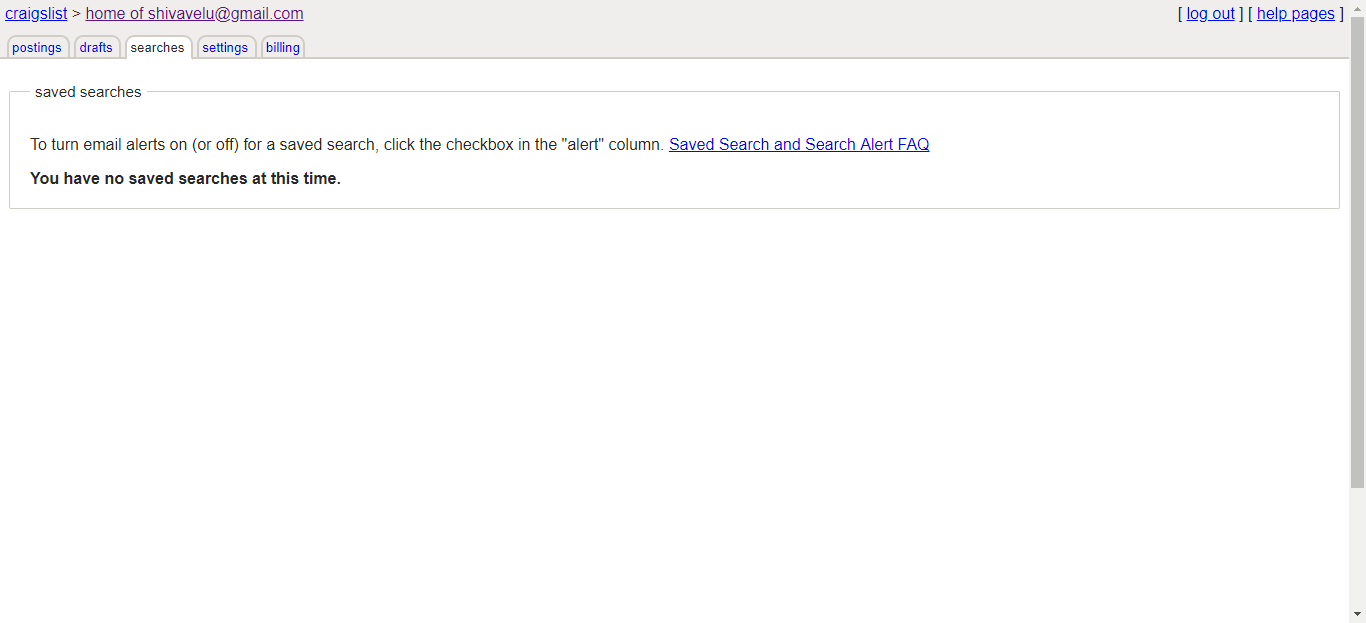 craigslist > home of shivavelu@gmail.com [ log out ] [ help pages ]
postings drafts searches settings billing
saved searches
To turn email alerts on (or off) for a saved search, click the checkbox in the "alert" column. Saved Search and Search Alert FAQ
You have no saved searches at this time.